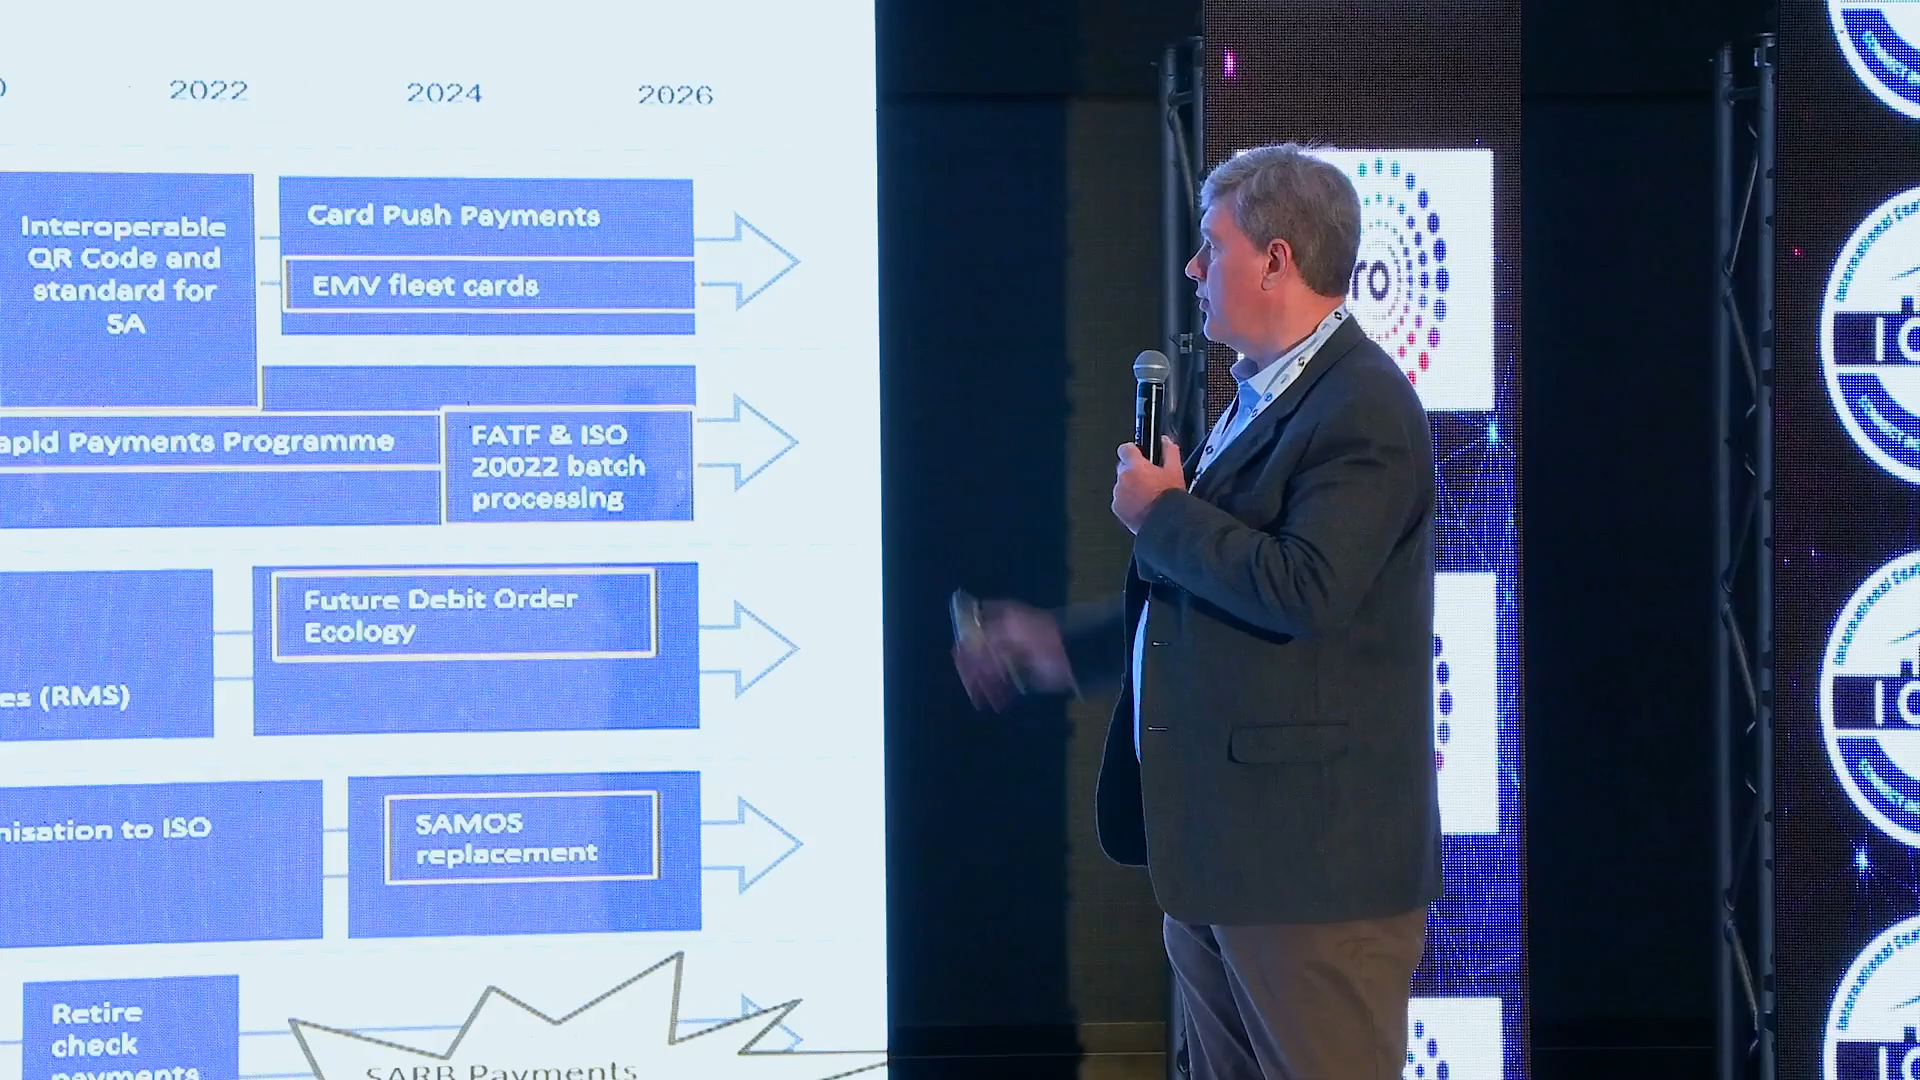 2022 2024 2026
Interoperable
QR Code and
standard for
SA
Card Push Payments
EMV fleet cards
apid Payments Programme
FATF & ISO
20022 batch
processing
es (RMS)
Future Debit Order
Ecology
nisation to ISO
SAMOS
replacement
Retire
check
payments
SARB Payments
ro